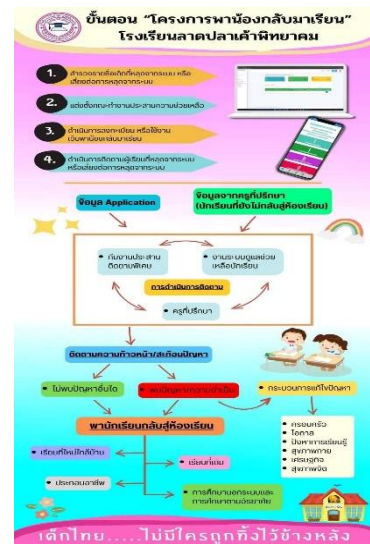 ขั้นตอน “โครงการพาน้องกลับมาเรียน”
โรงเรียนลาดปลาเค้าพิทยาคม
1.
สำรวจรายชื่อเด็กที่หลุดจากระบบ หรือ
เสี่ยงต่อการหลุดจากระบบ
2.
แต่งตั้งคณะทำงานประสานความช่วยเหลือ
3.
ดำเนินการลงทะเบียน หรือใช้งาน
เว็บพาน้องกลับมาเรียน
4.
ดำเนินการติดตามผู้เรียนที่หลุดจากระบบ
หรือเสี่ยงต่อการหลุดจากระบบ
ข้อมูล Application
ข้อมูลจากครูที่ปรึกษา
(นักเรียนที่ยังไม่กลับสู่ห้องเรียน)
ทีมงานประสาน
ติดตามพิเศษ
งานระบบดูแลช่วย
เหลือนักเรียน
การดำเนินการติดตาม
ครูที่ปรึกษา
ติดตามความก้าวหน้า/สะท้อนปัญหา
ไม่พบปัญหาอื่นใด
พบปัญหา/ความจำเป็น
กระบวนการแก้ไขปัญหา
พานักเรียนกลับสู่ห้องเรียน
ครอบครัว
โอกาส
ปัญหาการเรียนรู้
สุขภาพกาย
เศรษฐกิจ
สุขภาพจิต
เรียนที่ใหม่ใกล้บ้าน
เรียนที่เดิม
ประกอบอาชีพ
การศึกษานอกระบบและ
การศึกษาตามอัธยาศัย
เด็กไทย.....ไม่มีใครถูกทิ้งไว้ข้างหลัง